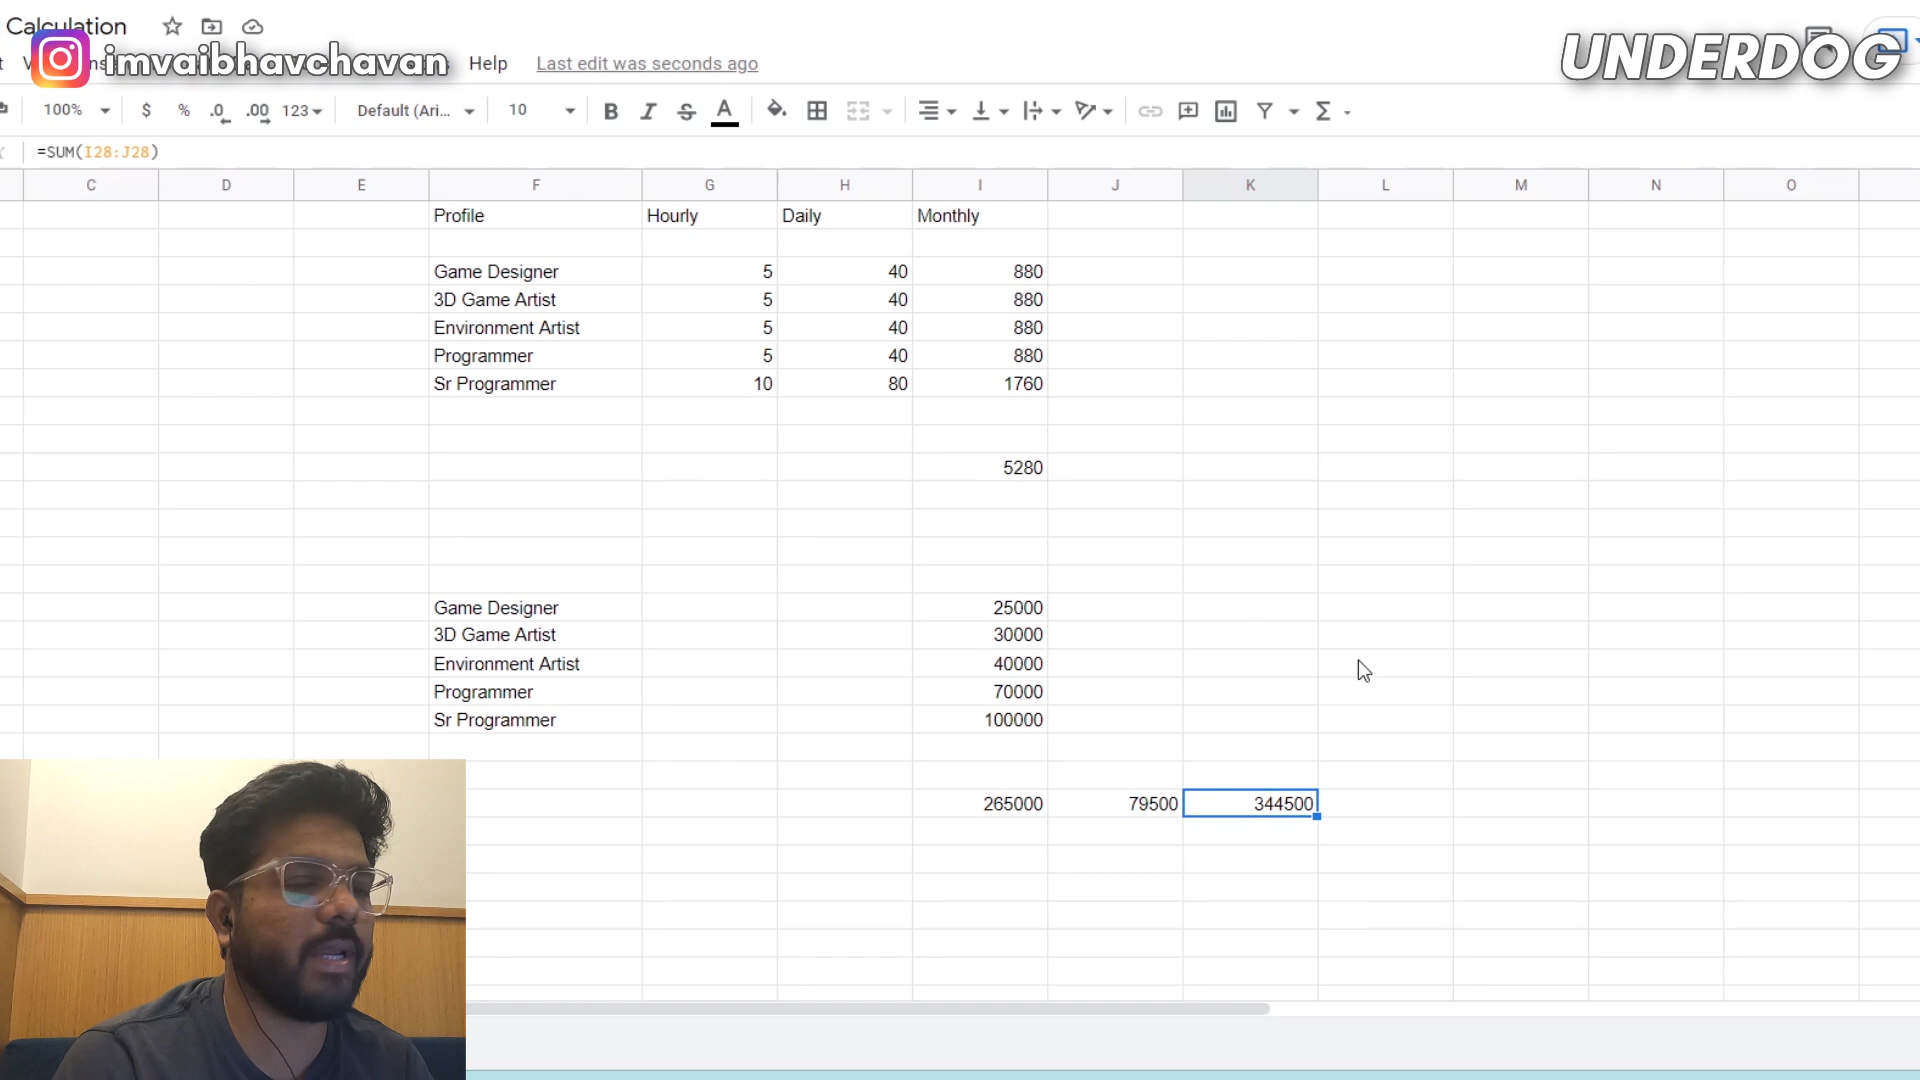 Calculation
imvaibhavchavan
Help
Last edit was seconds ago
UNDERDOG
100%
$
%
.0
.00
123
Default (Ari...
10
B
I
S
A
Σ
=SUM(I28:J28)
C D E F G H I J K L M N O
Profile Hourly Daily Monthly
Game Designer 5 40 880
3D Game Artist 5 40 880
Environment Artist 5 40 880
Programmer 5 40 880
Sr Programmer 10 80 1760
5280
Game Designer 25000
3D Game Artist 30000
Environment Artist 40000
Programmer 70000
Sr Programmer 100000
265000 79500 344500